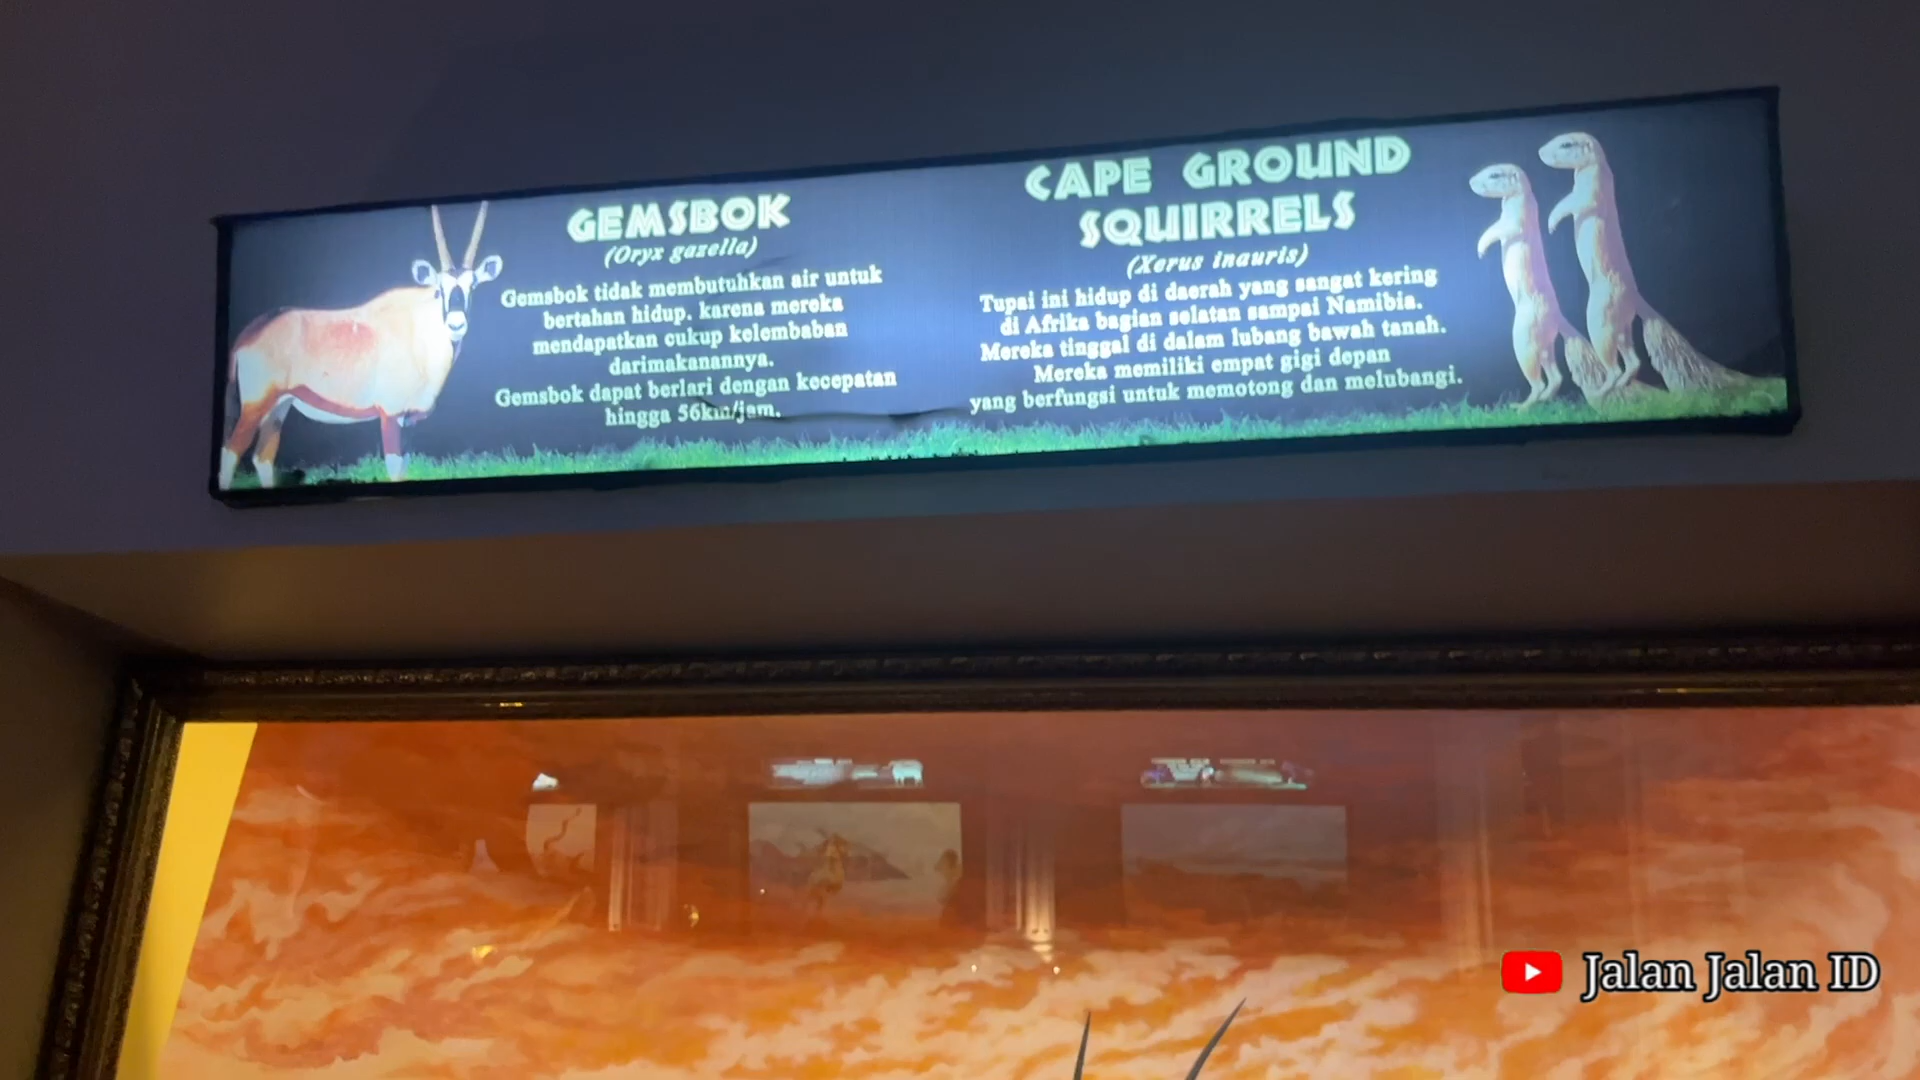 GEMSBOK
(Oryx gazella)
Gemsbok tidak membutuhkan air untuk
bertahan hidup. karena mereka
mendapatkan cukup kelembaban
darimakanannya.
Gemsbok dapat berlari dengan kecepatan
hingga 56km/jam.
CAPE GROUND
SQUIRRELS
(Xerus inauris)
Tupai ini hidup di daerah yang sangat kering
di Afrika bagian selatan sampai Namibia.
Mereka tinggal di dalam lubang bawah tanah.
Mereka memiliki empat gigi depan
yang berfungsi untuk memotong dan melubangi.
Jalan Jalan ID